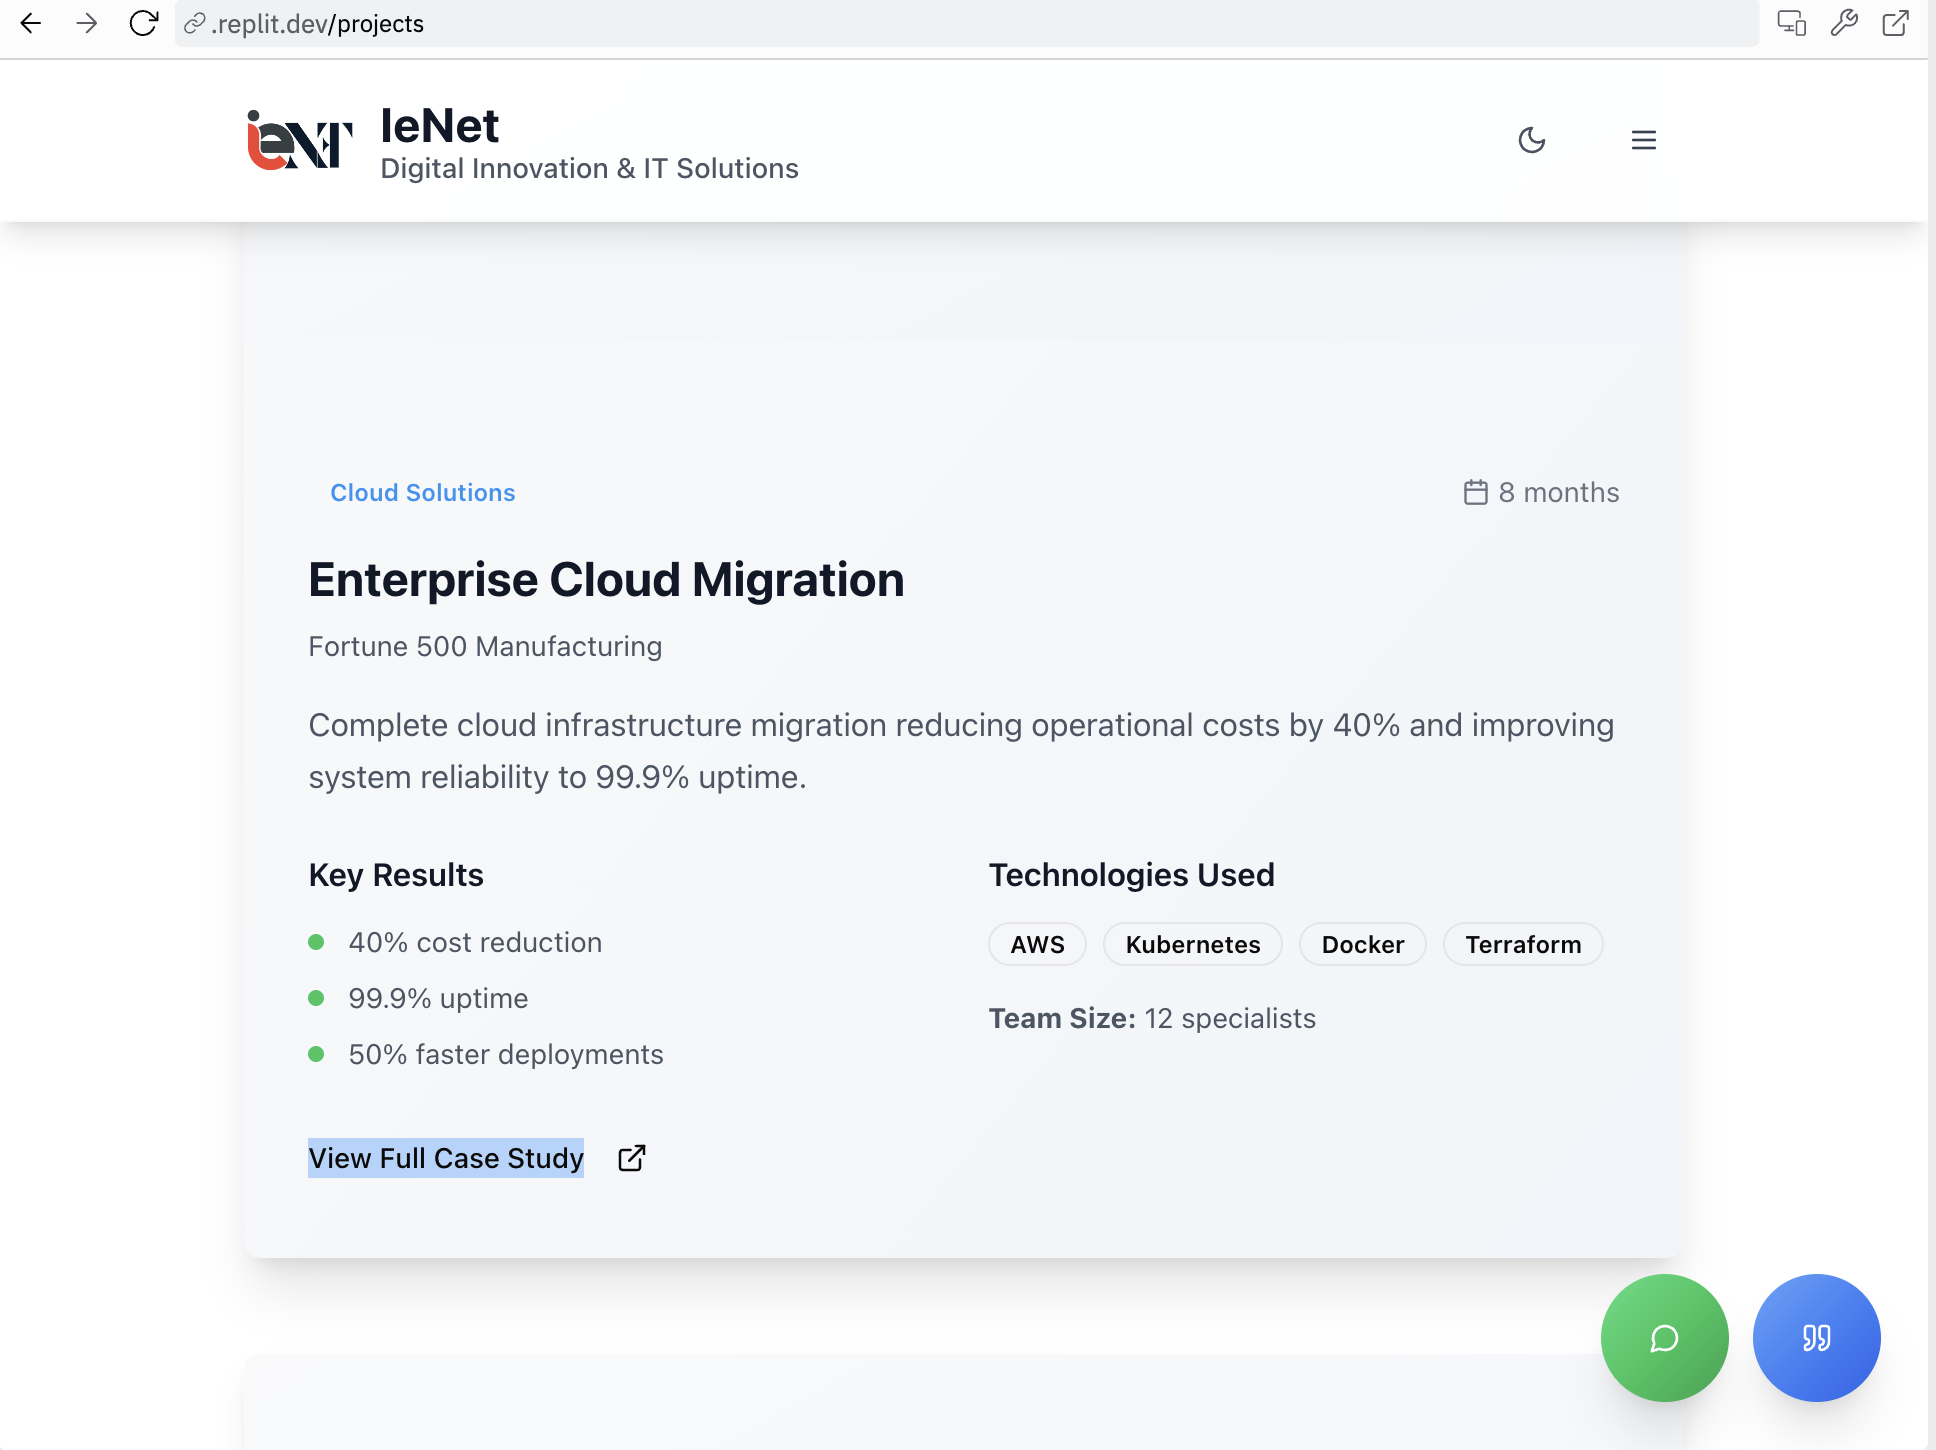 .replit.dev/projects
ieNET
IeNet
Digital Innovation & IT Solutions
Cloud Solutions
8 months
Enterprise Cloud Migration
Fortune 500 Manufacturing
Complete cloud infrastructure migration reducing operational costs by 40% and improving
system reliability to 99.9% uptime.
Key Results
40% cost reduction
99.9% uptime
50% faster deployments
Technologies Used
AWS Kubernetes Docker Terraform
Team Size: 12 specialists
View Full Case Study